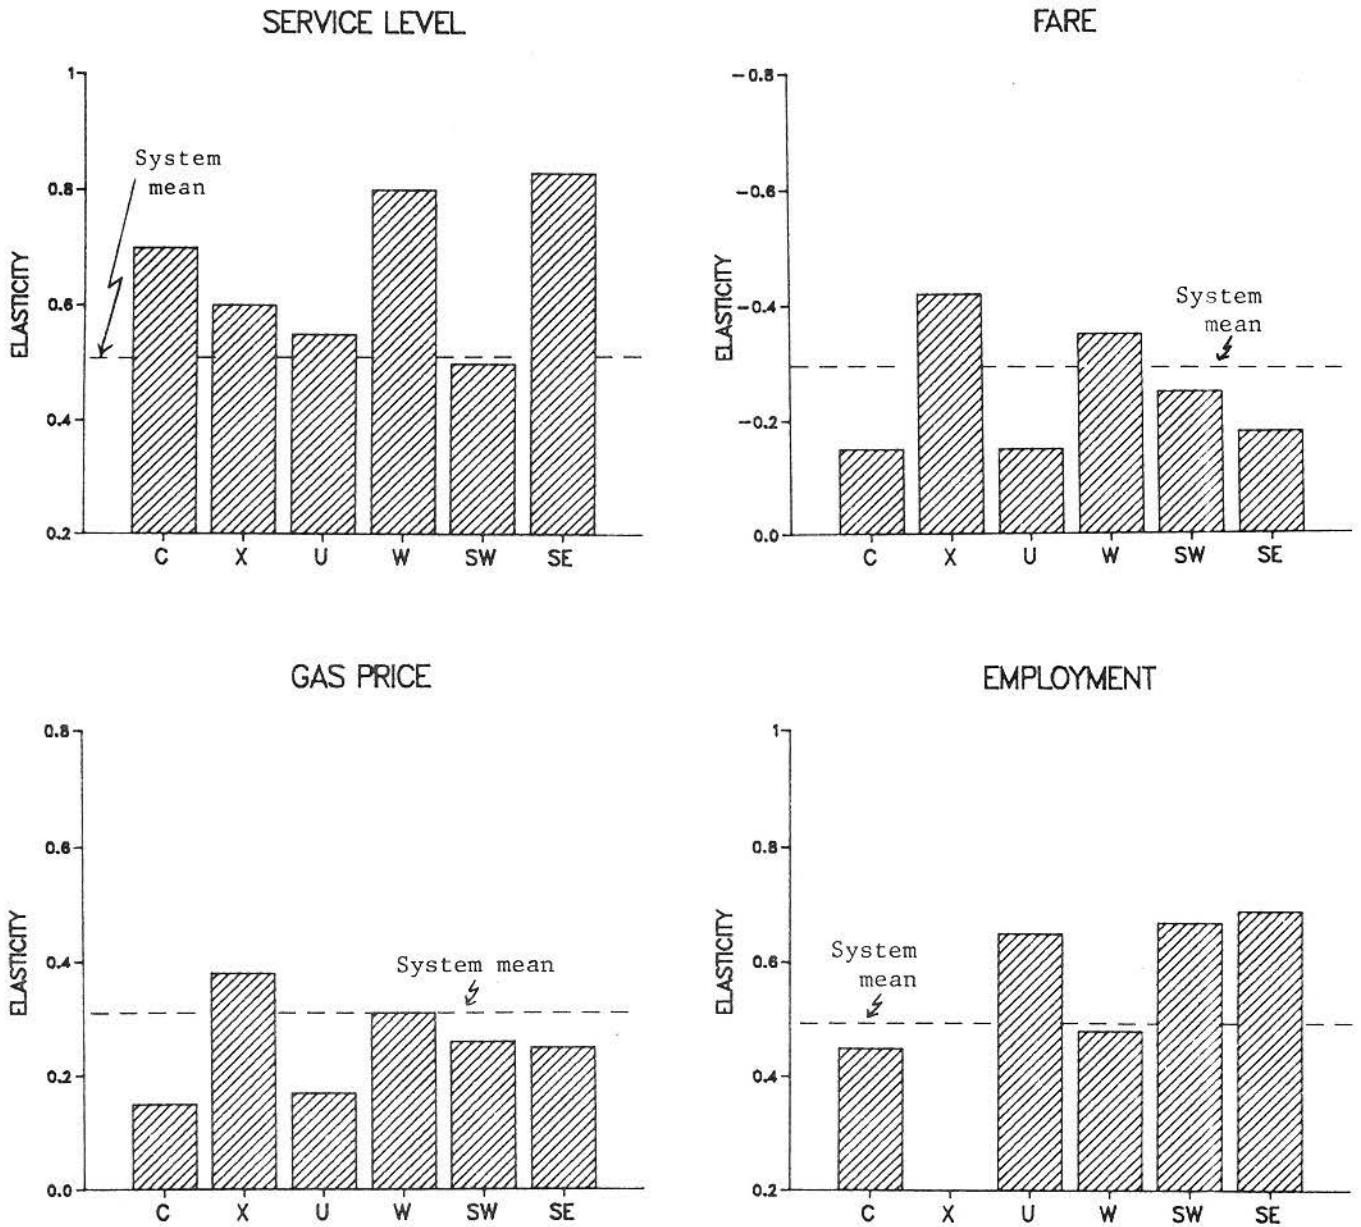 SERVICE LEVEL
1
0.8
0.6
0.4
0.2
ELASTICITY
System
mean
C X U W SW SE
FARE
-0.8
-0.6
-0.4
-0.2
0.0
ELASTICITY
System
mean
C X U W SW SE
GAS PRICE
0.8
0.6
0.4
0.2
0.0
ELASTICITY
System mean
C X U W SW SE
EMPLOYMENT
1
0.8
0.6
0.4
0.2
ELASTICITY
System
mean
C X U W SW SE